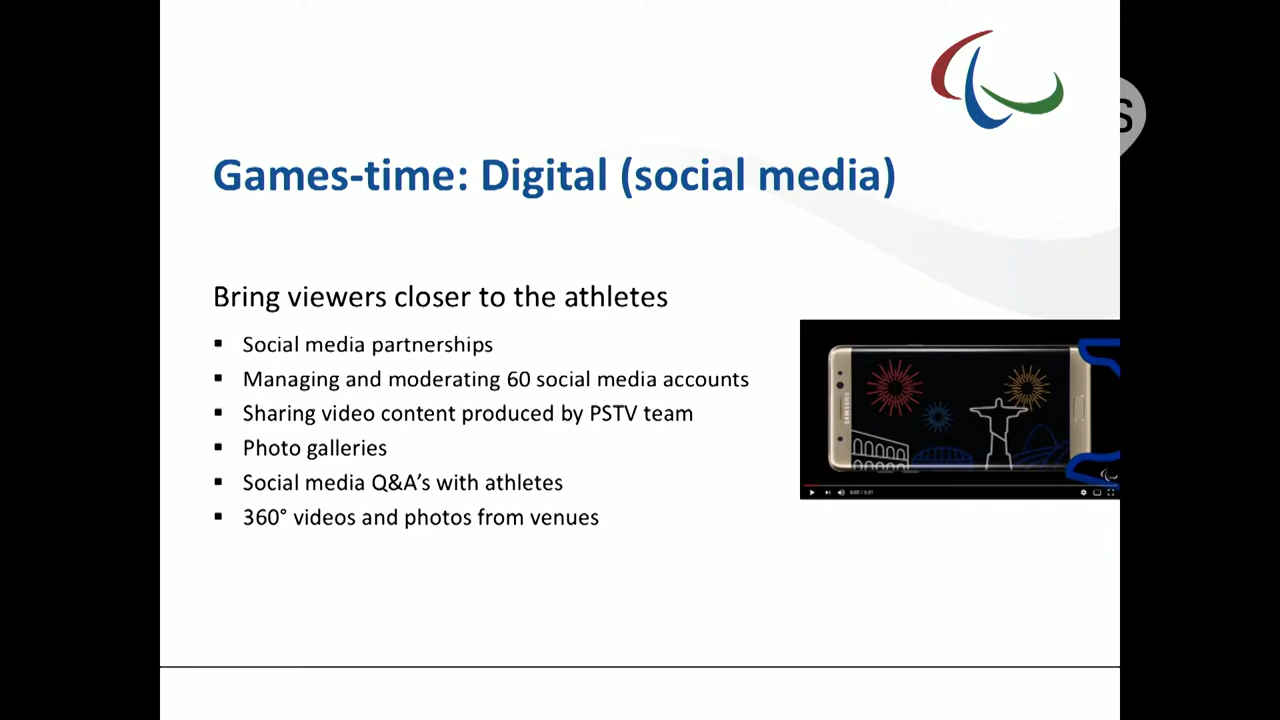 S
Games-time: Digital (social media)
Bring viewers closer to the athletes
▪ Social media partnerships
▪ Managing and moderating 60 social media accounts
▪ Sharing video content produced by PSTV team
▪ Photo galleries
▪ Social media Q&A’s with athletes
▪ 360° videos and photos from venues
SAMSUNG